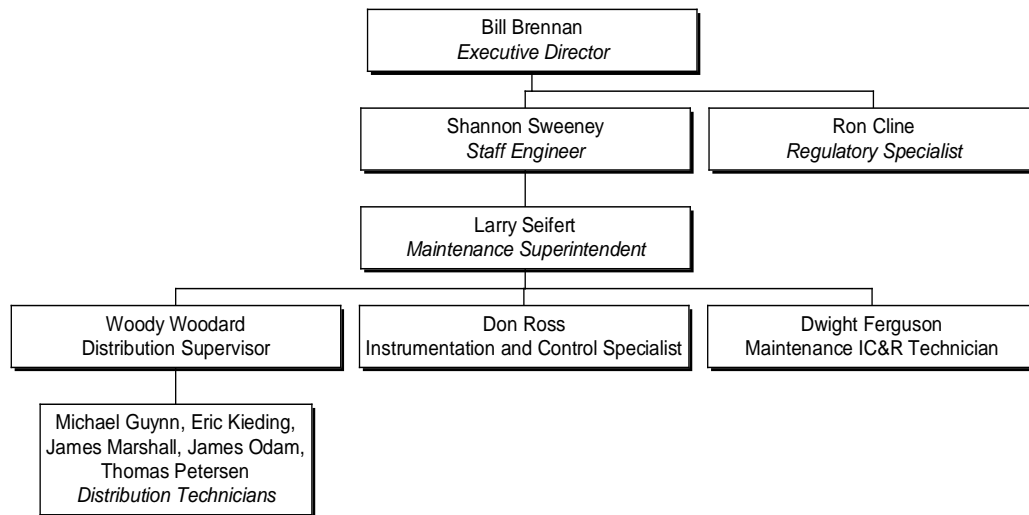 Bill Brennan
Executive Director
Shannon Sweeney
Staff Engineer
Ron Cline
Regulatory Specialist
Larry Seifert
Maintenance Superintendent
Woody Woodard
Distribution Supervisor
Don Ross
Instrumentation and Control Specialist
Dwight Ferguson
Maintenance IC&R Technician
Michael Guynn, Eric Kieding,
James Marshall, James Odam,
Thomas Petersen
Distribution Technicians